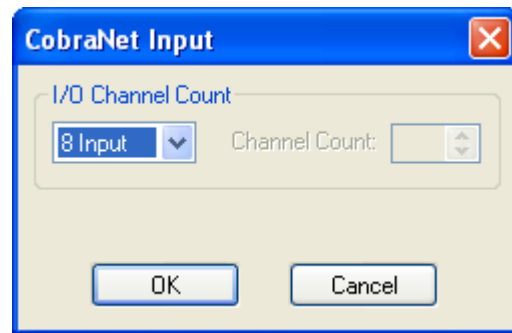 CobraNet Input
I/O Channel Count
8 Input Channel Count:
OK Cancel